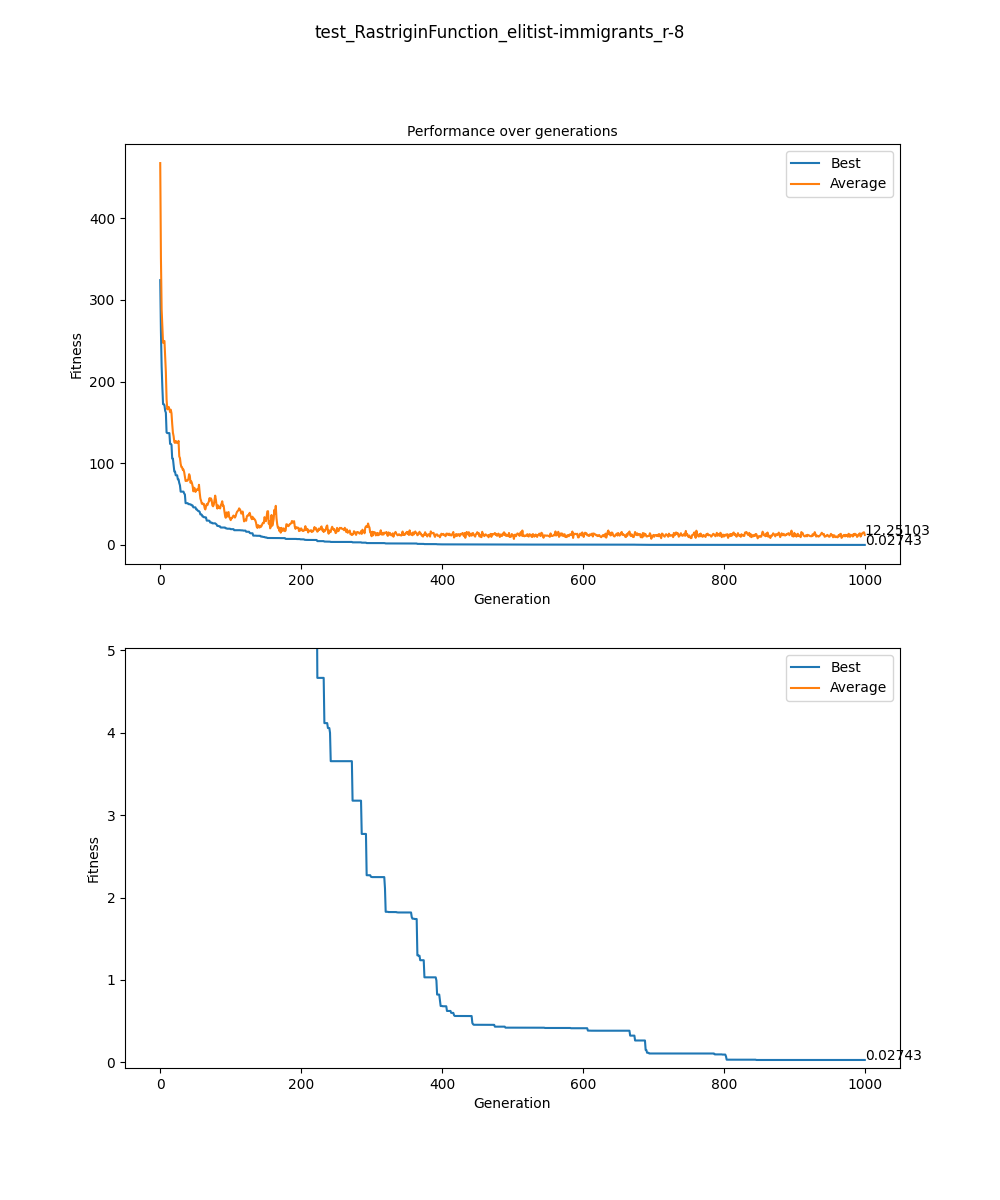 test_RastriginFunction_elitist-immigrants_r-8
Performance over generations
Best
Average
400
300
200
100
0
Fitness
12.25103
0.02743
0 200 400 600 800 1000
Generation
Best
Average
5
4
3
2
1
0
Fitness
0.02743
0 200 400 600 800 1000
Generation